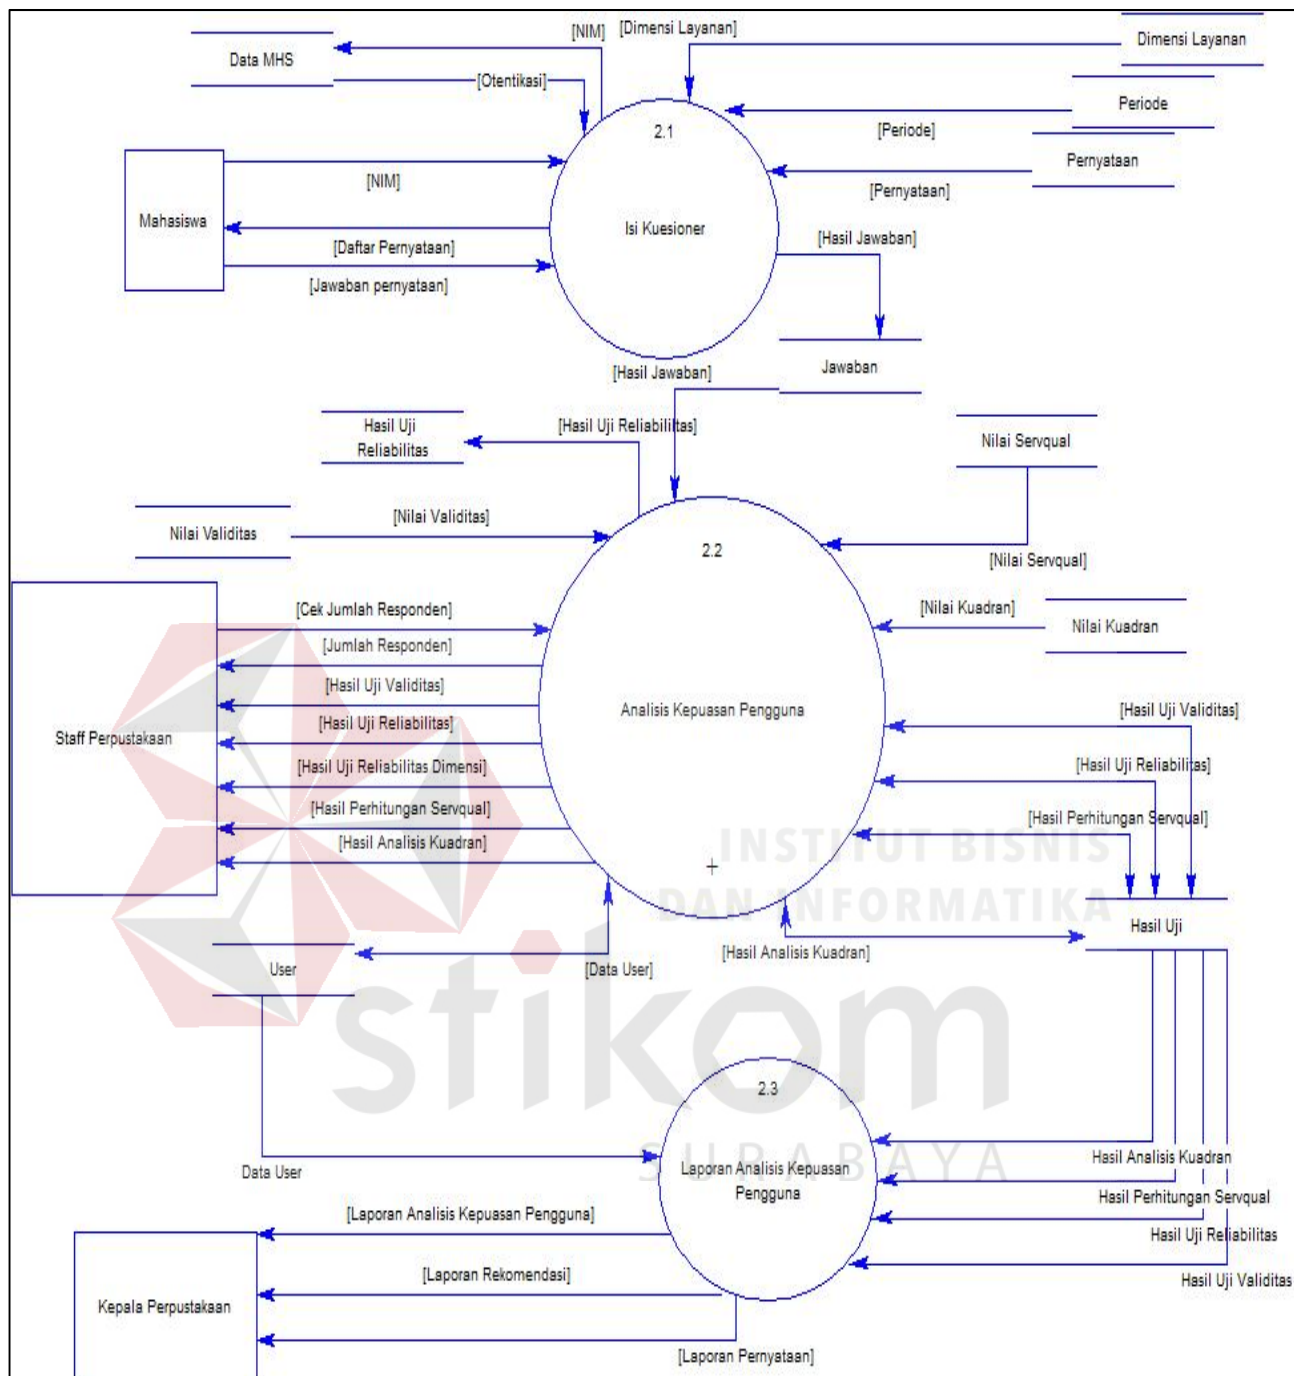 [NIM]
[Dimensi Layanan]
Dimensi Layanan
Data MHS
[Otentikasi]
Periode
[Periode]
2.1
Pernyataan
[NIM]
[Pernyataan]
Mahasiswa
Isi Kuesioner
[Daftar Pernyataan]
[Hasil Jawaban]
[Jawaban pernyataan]
Jawaban
[Hasil Jawaban]
Hasil Uji
Reliabilitas
[Hasil Uji Reliabiliitas]
Nilai Servqual
[Nilai Validitas]
Nilai Validitas
2.2
[Nilai Servqual]
[Cek Jumlah Responden]
[Nilai Kuadran]
Nilai Kuadran
[Jumlah Responden]
[Hasil Uji Validitas]
Analisis Kepuasan Pengguna
[Hasil Uji Validitas]
[Hasil Uji Reliabilitas]
Staff Perpustakaan
[Hasil Uji Reliabilitas Dimensi]
[Hasil Uji Reliabilitas]
[Hasil Perhitungan Servqual]
[Hasil Perhitungan Servqual]
[Hasil Analisis Kuadran]
INSTITUT BISNIS
DAN INFORMATIKA
Hasil Uji
[Hasil Analisis Kuadran]
User
[Data User]
stikom
SURABAYA
2.3
Laporan Analisis Kepuasan
Pengguna
Data User
Hasil Analisis Kuadran
Hasil Perhitungan Servqual
Hasil Uji Reliabilitas
Hasil Uji Validitas
[Laporan Analisis Kepuasan Pengguna]
[Laporan Rekomendasi]
Kepala Perpustakaan
[Laporan Pernyataan]